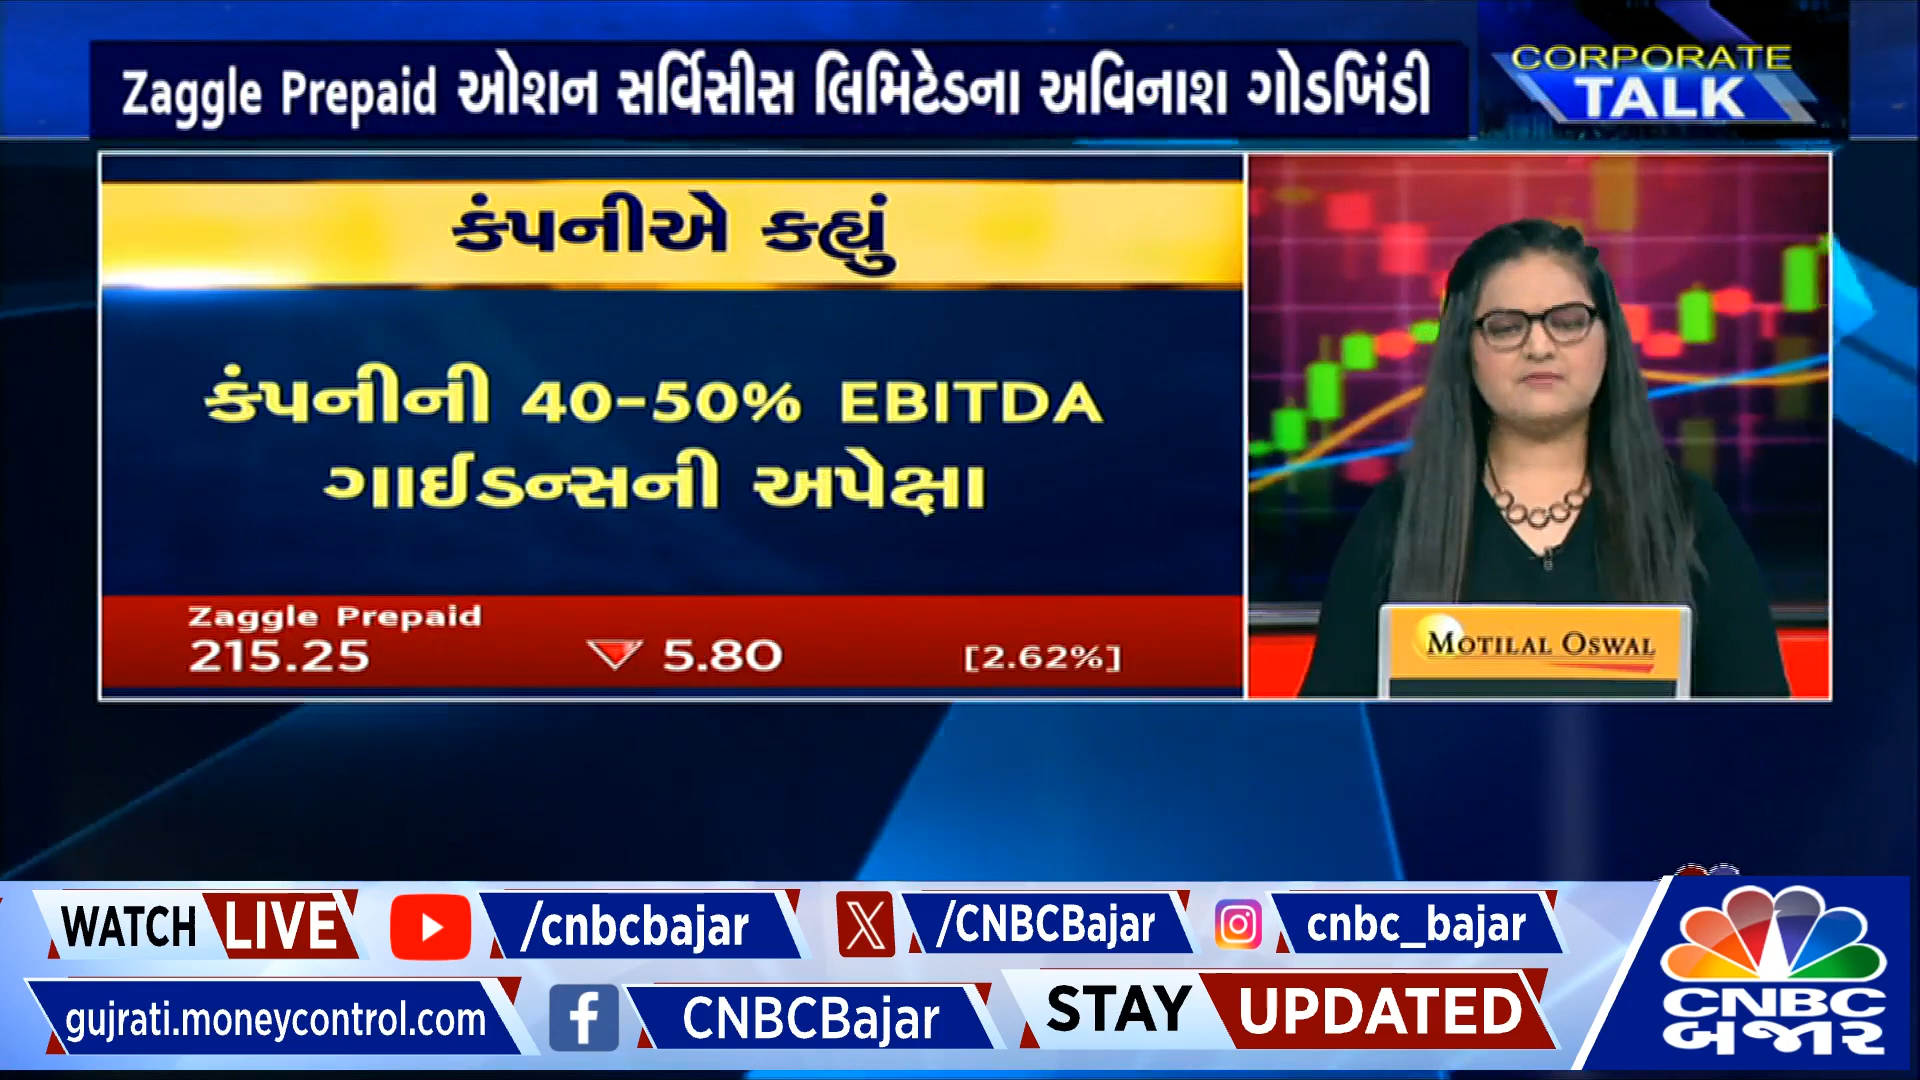 Zaggle Prepaid ઓશન સર્વિસીસ લિમિટેડના અવિનાશ ગોડખિંડી
CORPORATE
TALK
કંપનીએ કહ્યું
કંપનીની 40-50% EBITDA
ગાઈડન્સની અપેક્ષા
Zaggle Prepaid
215.25 5.80 [2.62%]
MOTILAL OSWAL
WATCH LIVE /cnbcbajar /CNBCBajar cnbc_bajar
gujrati.moneycontrol.com CNBCBajar STAY UPDATED
CNBC
બજાર